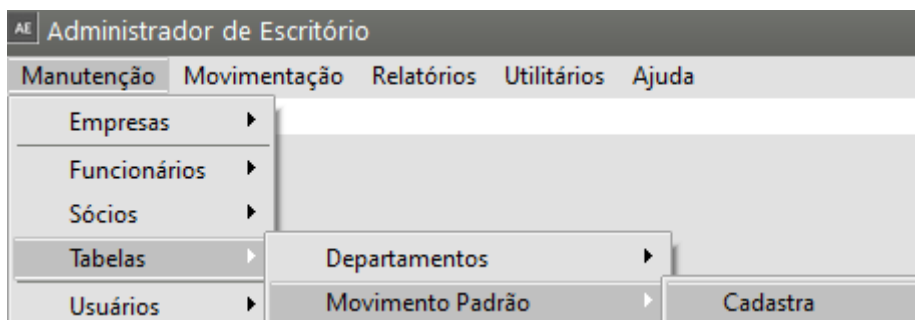 AE Administrador de Escritório
Manutenção Movimentação Relatórios Utilitários Ajuda
Empresas
Funcionários
Sócios
Tabelas
Departamentos
Usuários
Movimento Padrão
Cadastra